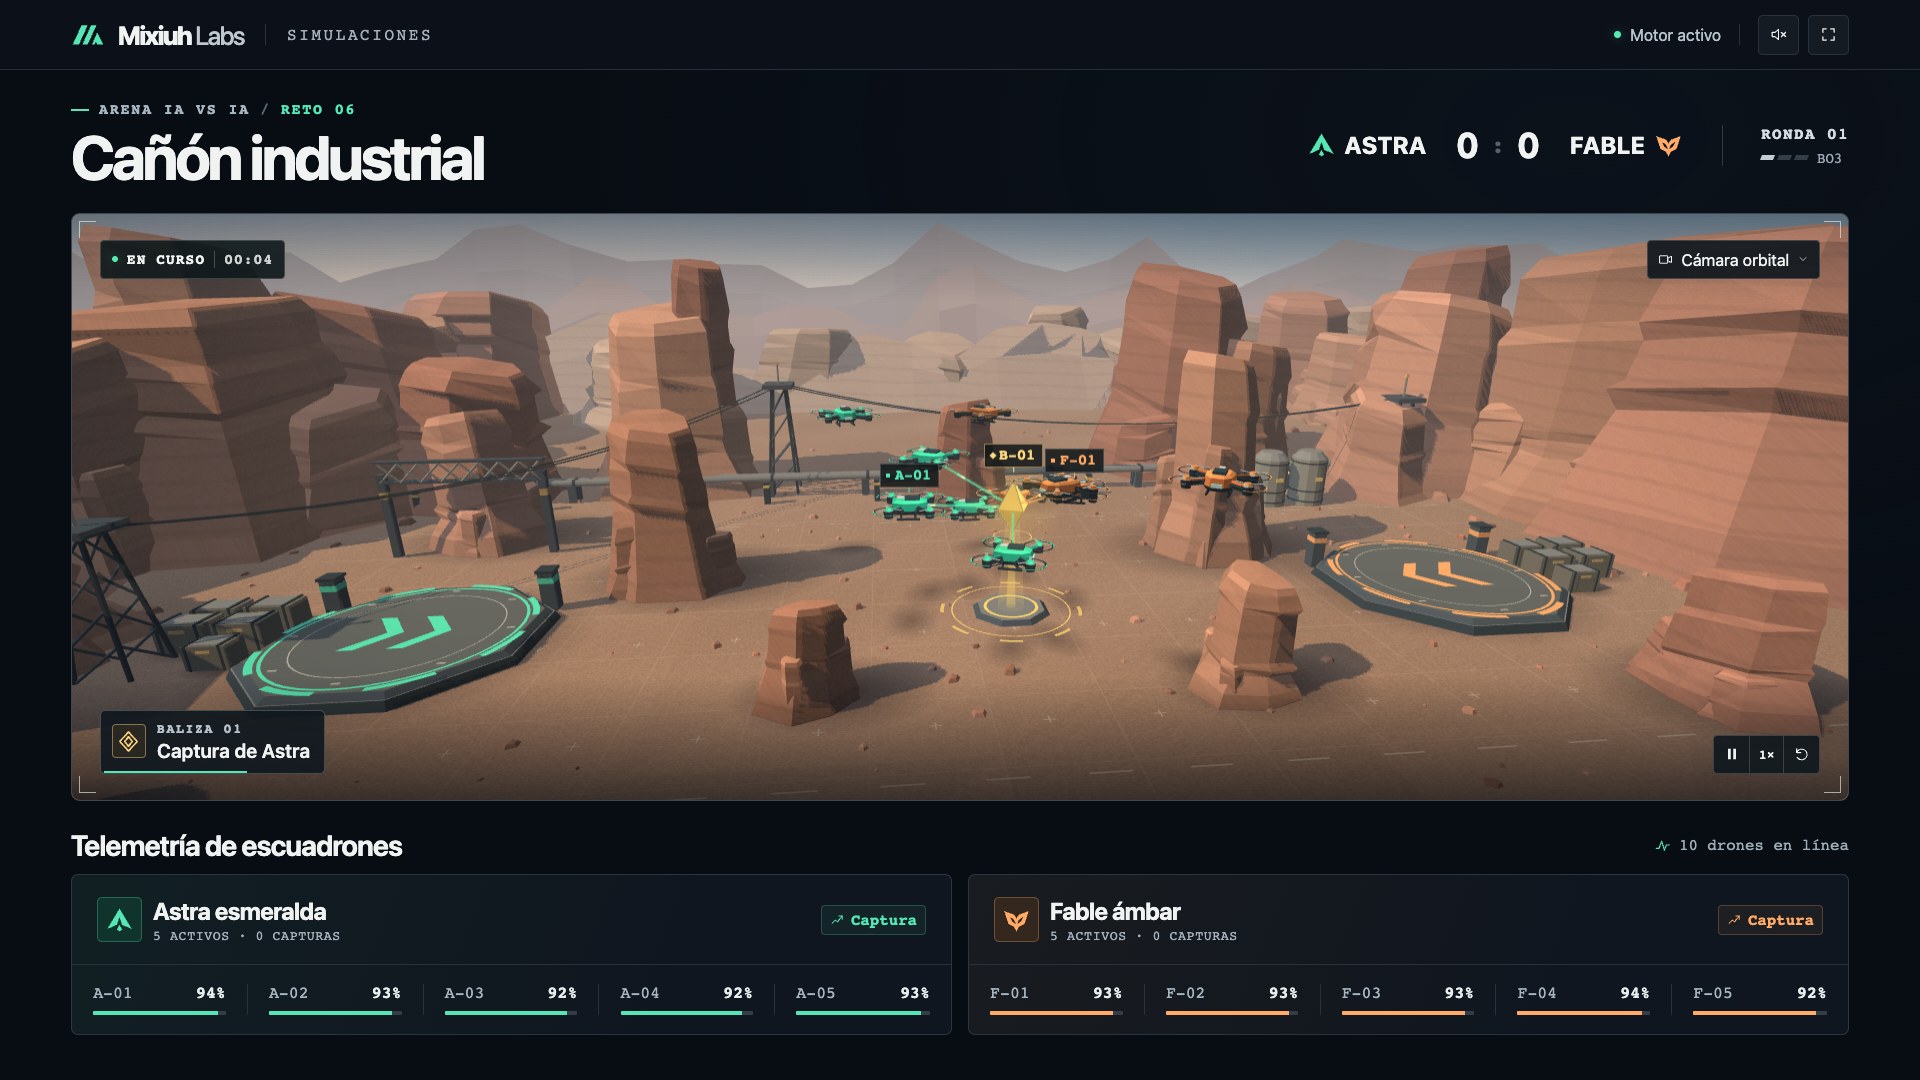 Mixiuh Labs
SIMULACIONES
Motor activo
ARENA IA VS IA / RETO 06
Cañón industrial
ASTRA 0 : 0 FABLE
RONDA 01
BO3
EN CURSO 00:04
Cámara orbital
B-01
F-01
A-01
BALIZA 01
Captura de Astra
1×
Telemetría de escuadrones
10 drones en línea
Astra esmeralda
5 ACTIVOS · 0 CAPTURAS
Captura
A-01 94%
A-02 93%
A-03 92%
A-04 92%
A-05 93%
Fable ámbar
5 ACTIVOS · 0 CAPTURAS
Captura
F-01 93%
F-02 93%
F-03 93%
F-04 94%
F-05 92%